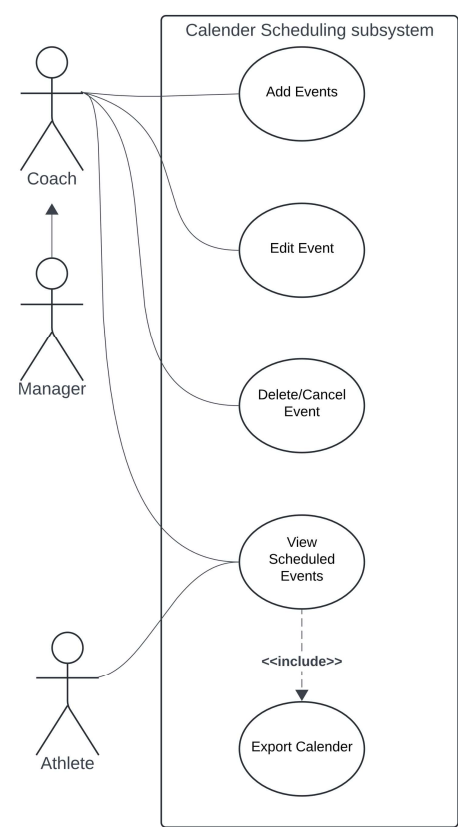 Calender Scheduling subsystem
Add Events
Coach
Edit Event
Manager
Delete/Cancel
Event
View
Scheduled
Events
<<include>>
Athlete
Export Calender